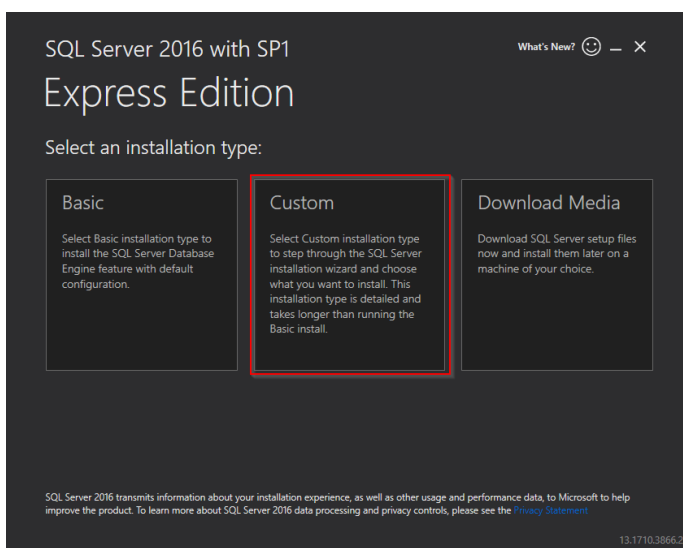 SQL Server 2016 with SP1
What's New?
Express Edition
Select an installation type:
Basic
Select Basic installation type to
install the SQL Server Database
Engine feature with default
configuration.
Custom
Select Custom installation type
to step through the SQL Server
installation wizard and choose
what you want to install. This
installation type is detailed and
takes longer than running the
Basic install.
Download Media
Download SQL Server setup files
now and install them later on a
machine of your choice.
SQL Server 2016 transmits information about your installation experience, as well as other usage and performance data, to Microsoft to help
improve the product. To learn more about SQL Server 2016 data processing and privacy controls, please see the Privacy Statement
13.1710.3866.2